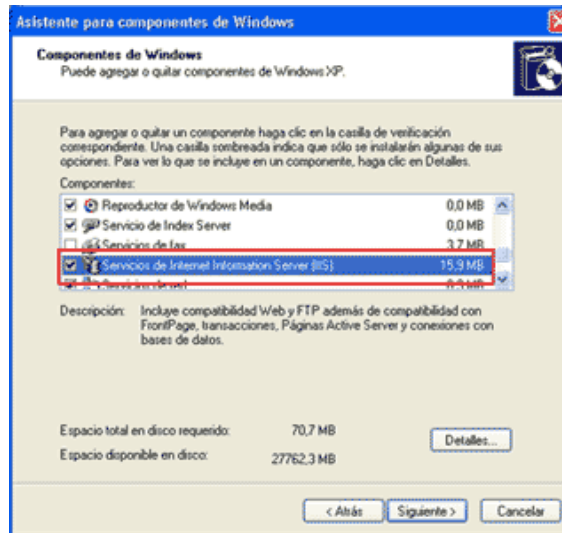 Asistente para componentes de Windows
Componentes de Windows
Puede agregar o quitar componentes de Windows XP.
Para agregar o quitar un componente haga clic en la casilla de verificación
correspondiente. Una casilla sombreada indica que sólo se instalarán algunas de sus
opciones. Para ver lo que se incluye en un componente, haga clic en Detalles.
Componentes:
Reproductor de Windows Media 0,0 MB
Servicio de Index Server 0,0 MB
Servicios de fax 3,7 MB
Servicios de Internet Information Server (IIS) 15,9 MB
Servicios de red 0,3 MB
Descripción: Incluye compatibilidad Web y FTP además de compatibilidad con
FrontPage, transacciones, Páginas Active Server y conexiones con
bases de datos.
Espacio total en disco requerido: 70,7 MB
Detalles...
Espacio disponible en disco: 27762,3 MB
< Atrás Siguiente > Cancelar